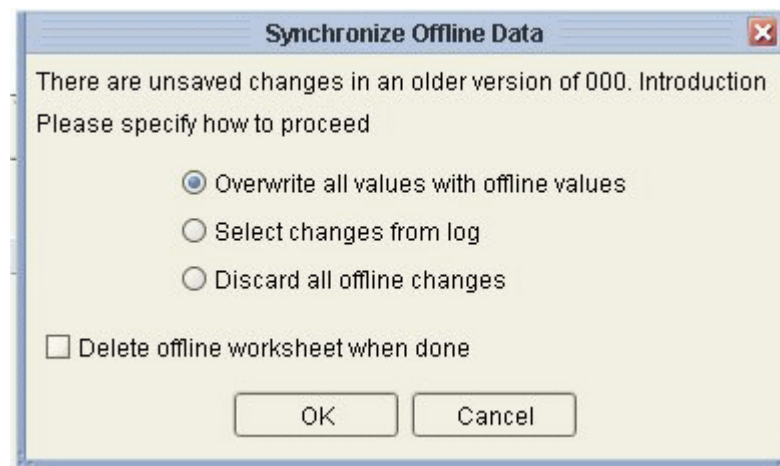 Synchronize Offline Data
There are unsaved changes in an older version of 000. Introduction
Please specify how to proceed
Overwrite all values with offline values
Select changes from log
Discard all offline changes
Delete offline worksheet when done
OK
Cancel